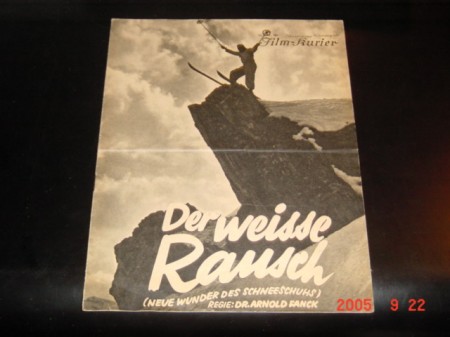 Film-Kurier
Der weisse
Rausch
(NEUE WUNDER DES SCHNEESCHUHS)
REGIE: DR. ARNOLD FANCK
2005 9 22